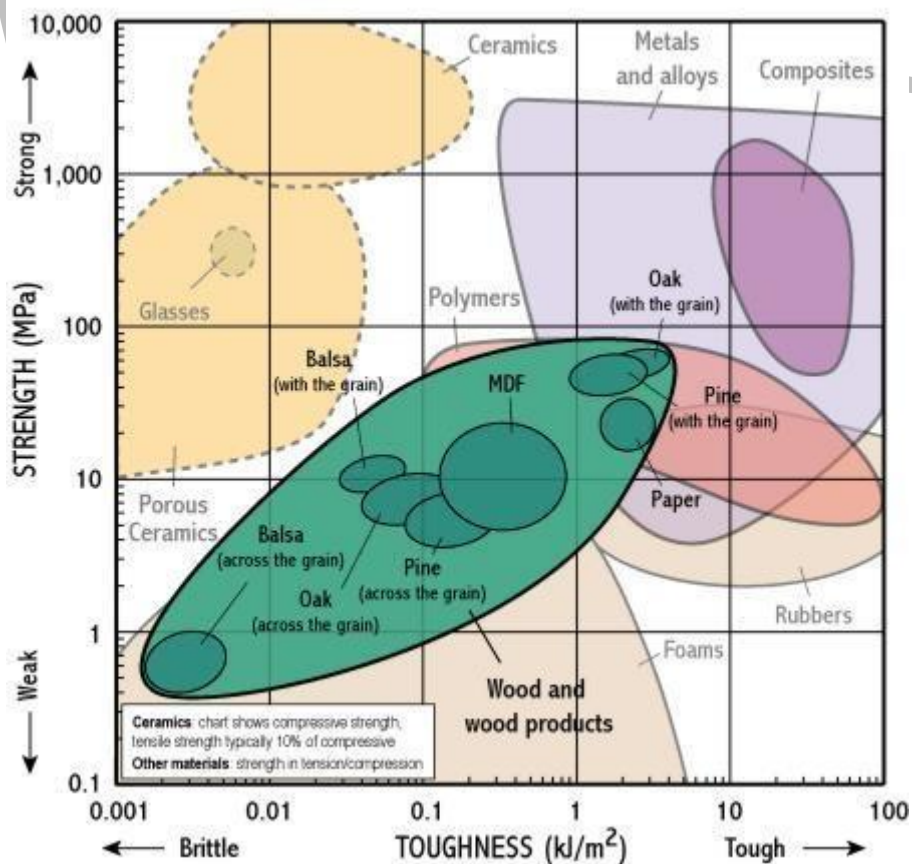 10,000
1,000
100
10
1
0.1
Strong
STRENGTH (MPa)
Weak
Ceramics
Metals
and alloys
Composites
Glasses
Polymers
Oak
(with the grain)
Balsa
(with the grain)
MDF
Pine
(with the grain)
Porous
Ceramics
Paper
Balsa
(across the grain)
Pine
(across the grain)
Oak
(across the grain)
Rubbers
Foams
Wood and
wood products
Ceramics: chart shows compressive strength,
tensile strength typically 10% of compressive
Other materials: strength in tension/compression
0.001
0.01
0.1
1
10
100
Brittle
TOUGHNESS (kJ/m²)
Tough